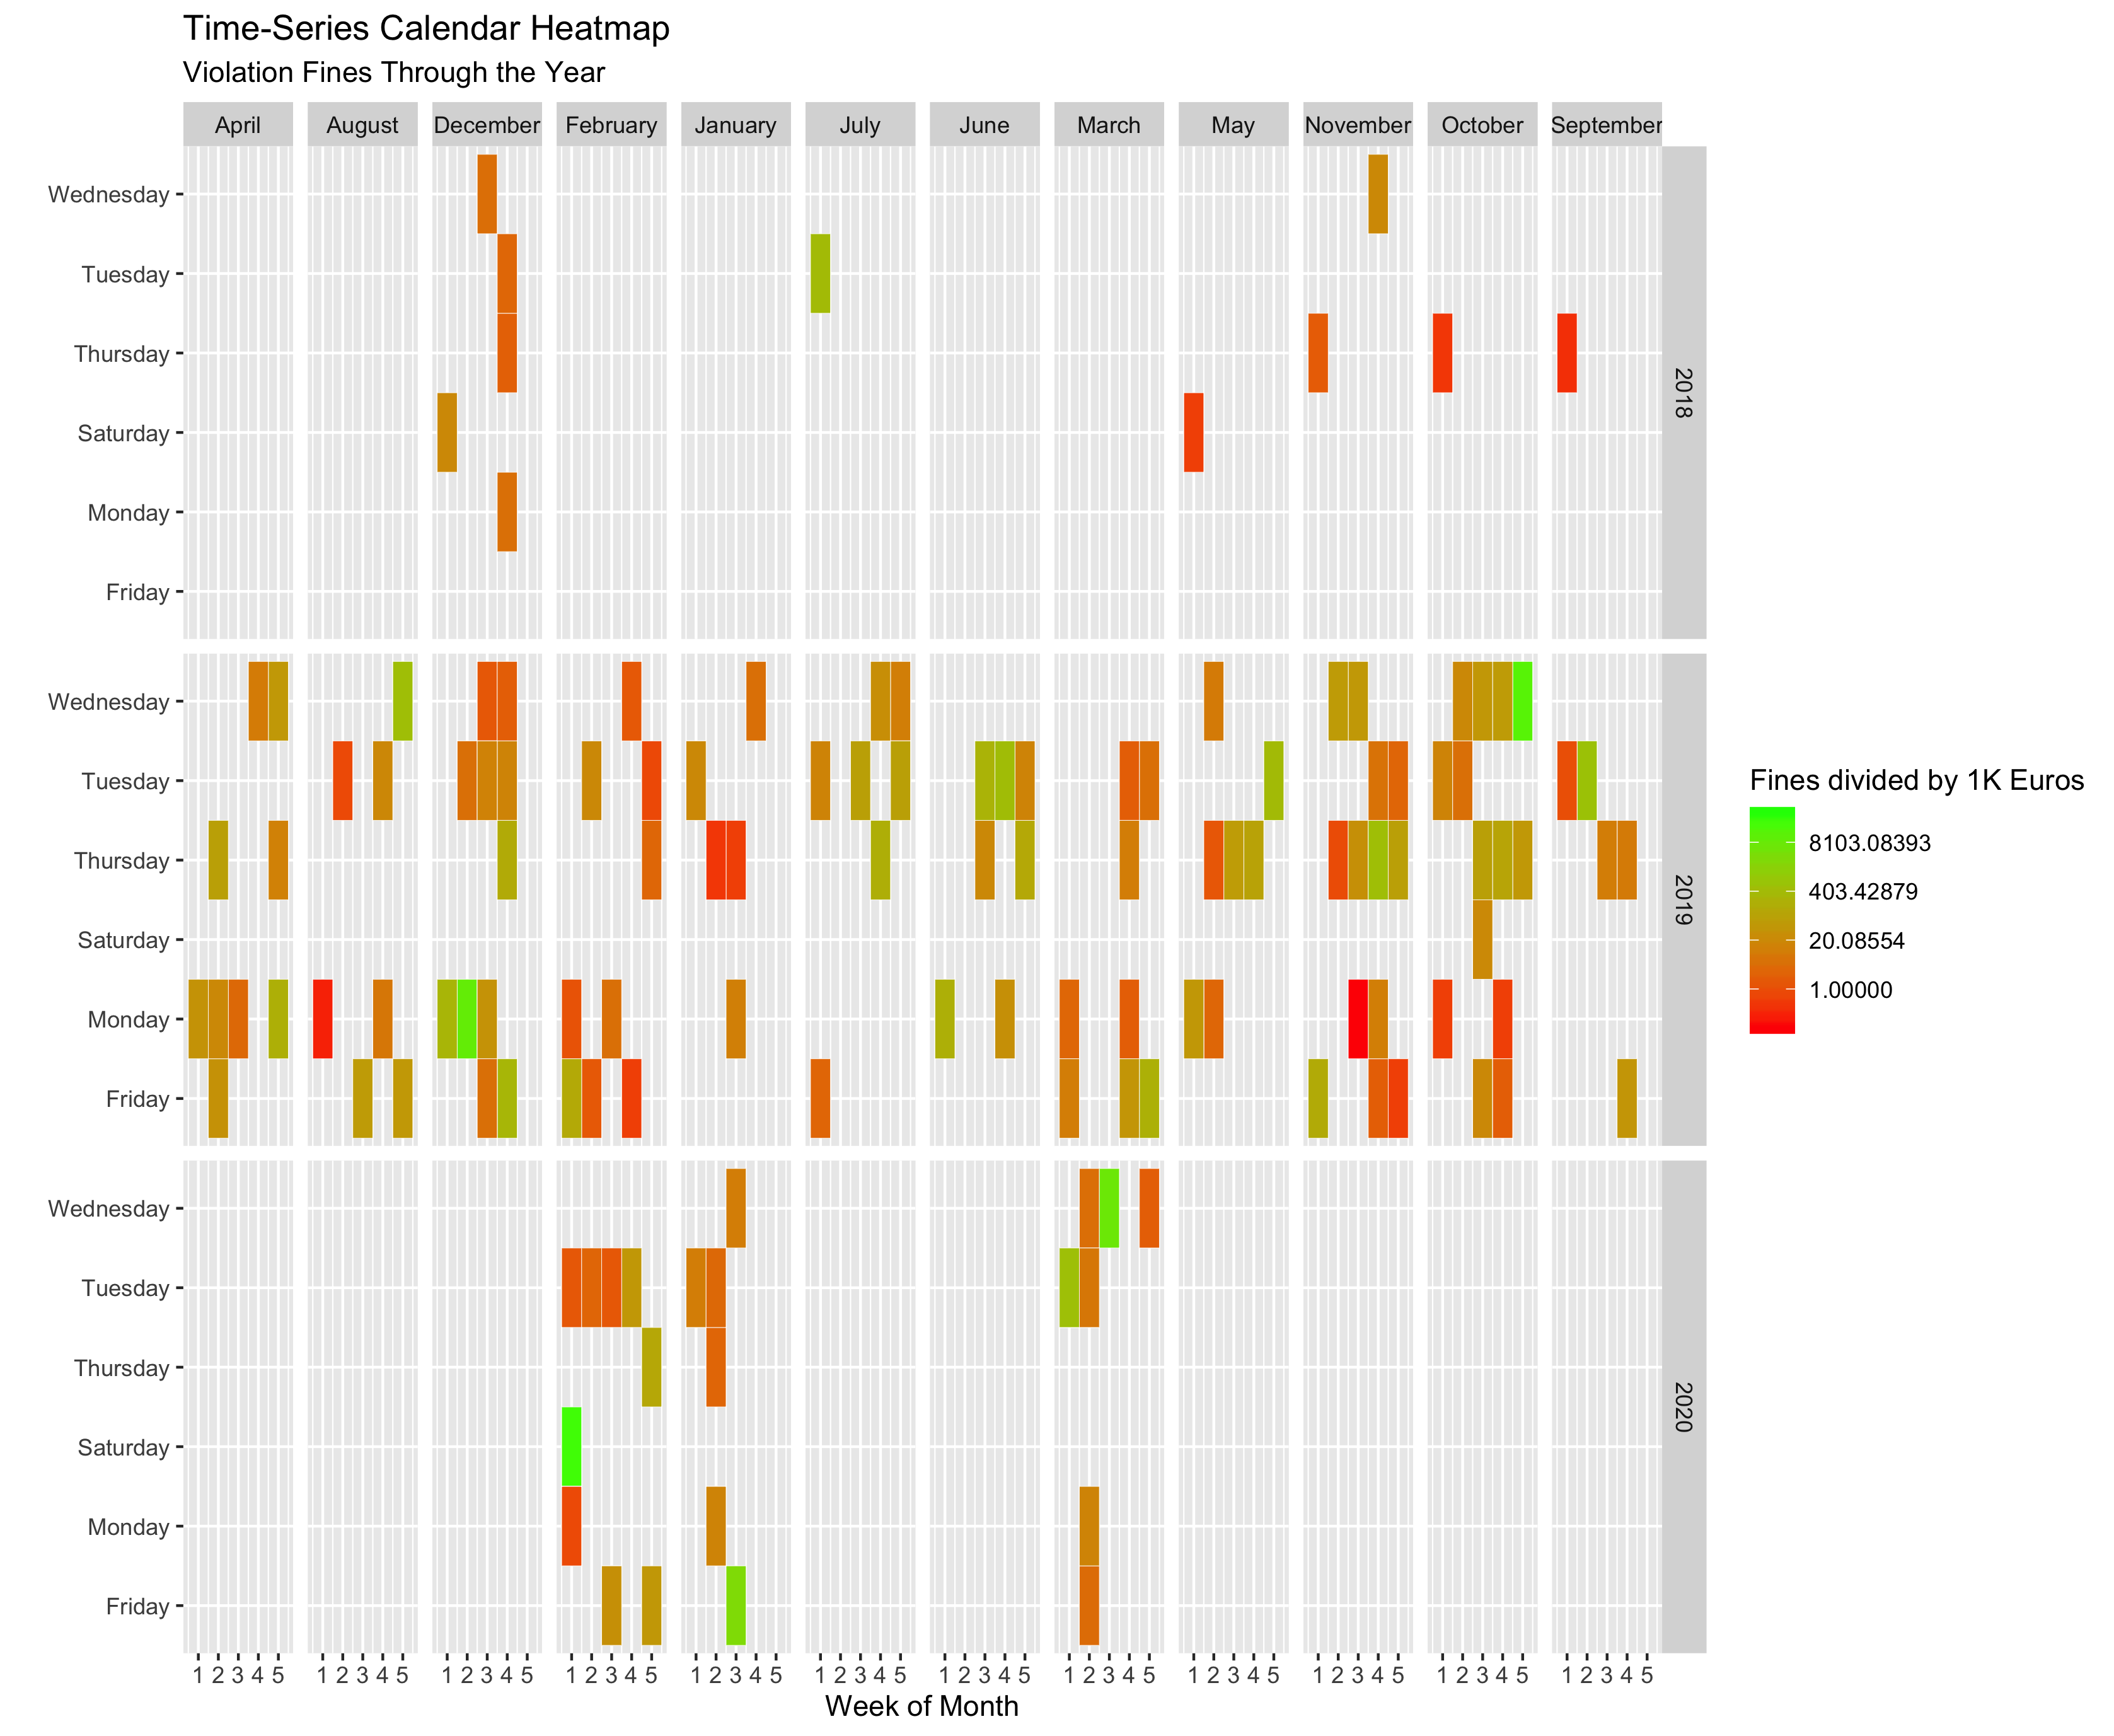 Time-Series Calendar Heatmap
Violation Fines Through the Year
April August December February January July June March May November October September
Wednesday
Tuesday
Thursday
Saturday
Monday
Friday
2018
Wednesday
Tuesday
Thursday
Saturday
Monday
Friday
2019
Wednesday
Tuesday
Thursday
Saturday
Monday
Friday
2020
1 2 3 4 5 1 2 3 4 5 1 2 3 4 5 1 2 3 4 5 1 2 3 4 5 1 2 3 4 5 1 2 3 4 5 1 2 3 4 5 1 2 3 4 5 1 2 3 4 5 1 2 3 4 5 1 2 3 4 5
Week of Month
Fines divided by 1K Euros
8103.08393
403.42879
20.08554
1.00000